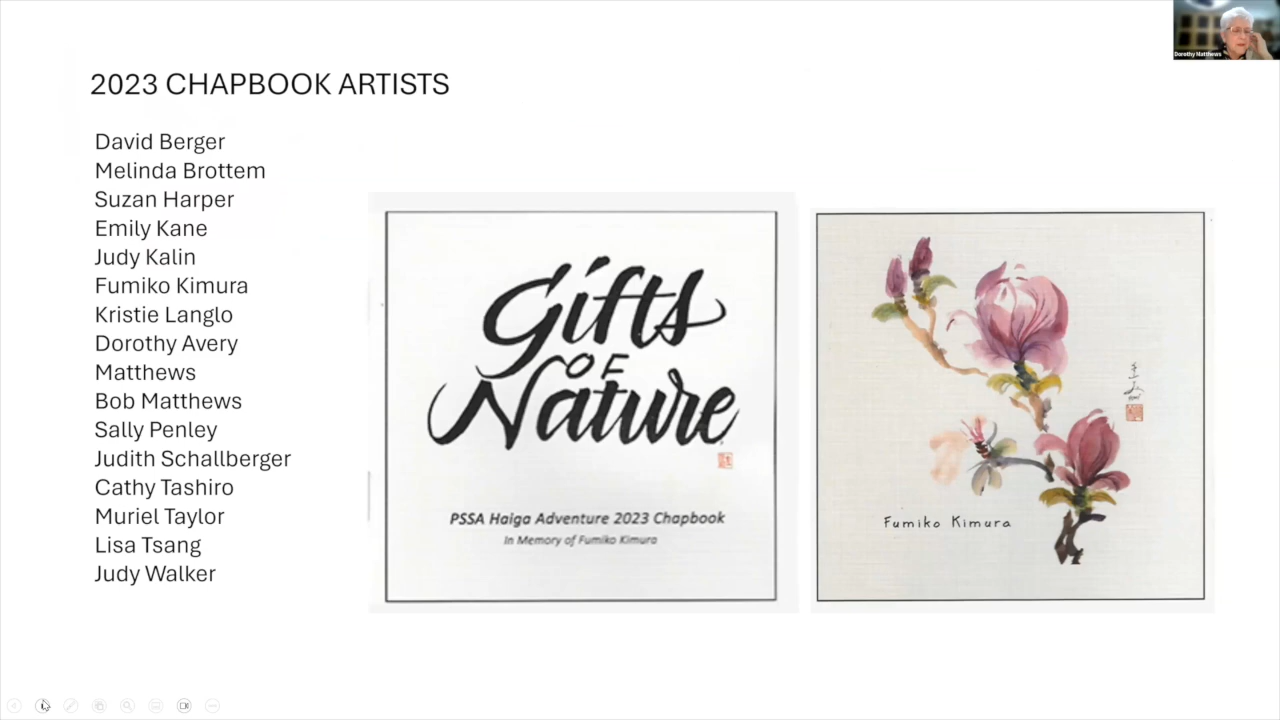 Dorothy Matthews
2023 CHAPBOOK ARTISTS
David Berger
Melinda Brottem
Suzan Harper
Emily Kane
Judy Kalin
Fumiko Kimura
Kristie Langlo
Dorothy Avery
Matthews
Bob Matthews
Sally Penley
Judith Schallberger
Cathy Tashiro
Muriel Taylor
Lisa Tsang
Judy Walker
Gifts
OF
Nature
PSSA Haiga Adventure 2023 Chapbook
In Memory of Fumiko Kimura
Fumiko Kimura